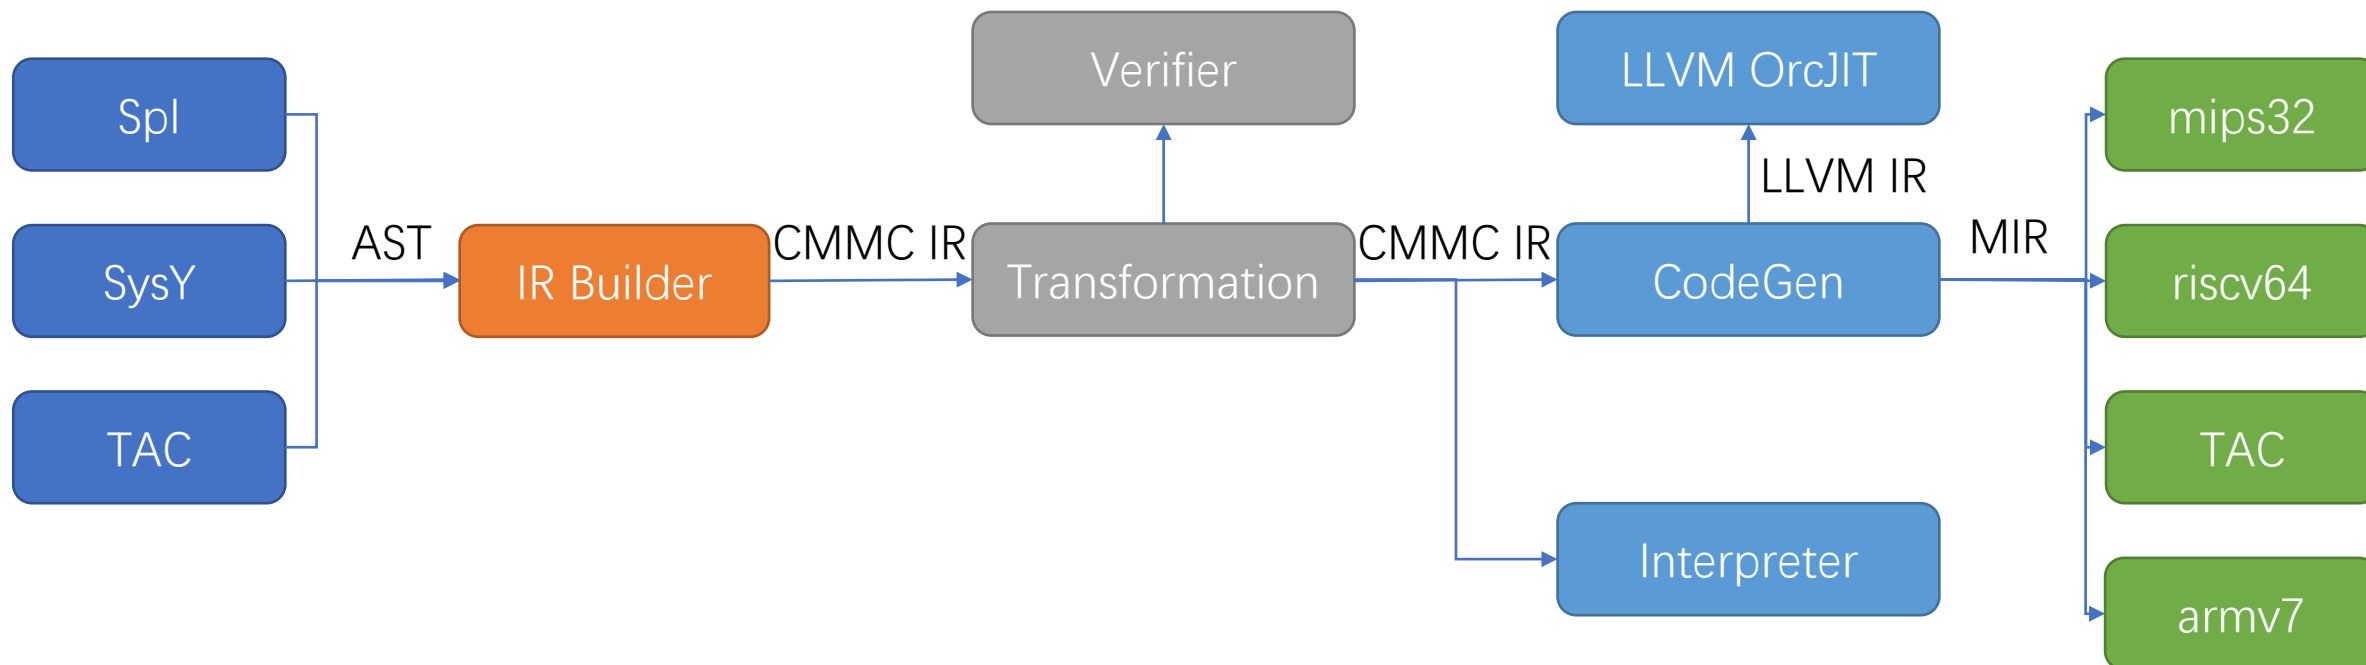 Spl
SysY
TAC
AST
IR Builder
CMMC IR
Verifier
Transformation
CMMC IR
LLVM OrcJIT
LLVM IR
CodeGen
Interpreter
MIR
mips32
riscv64
TAC
armv7